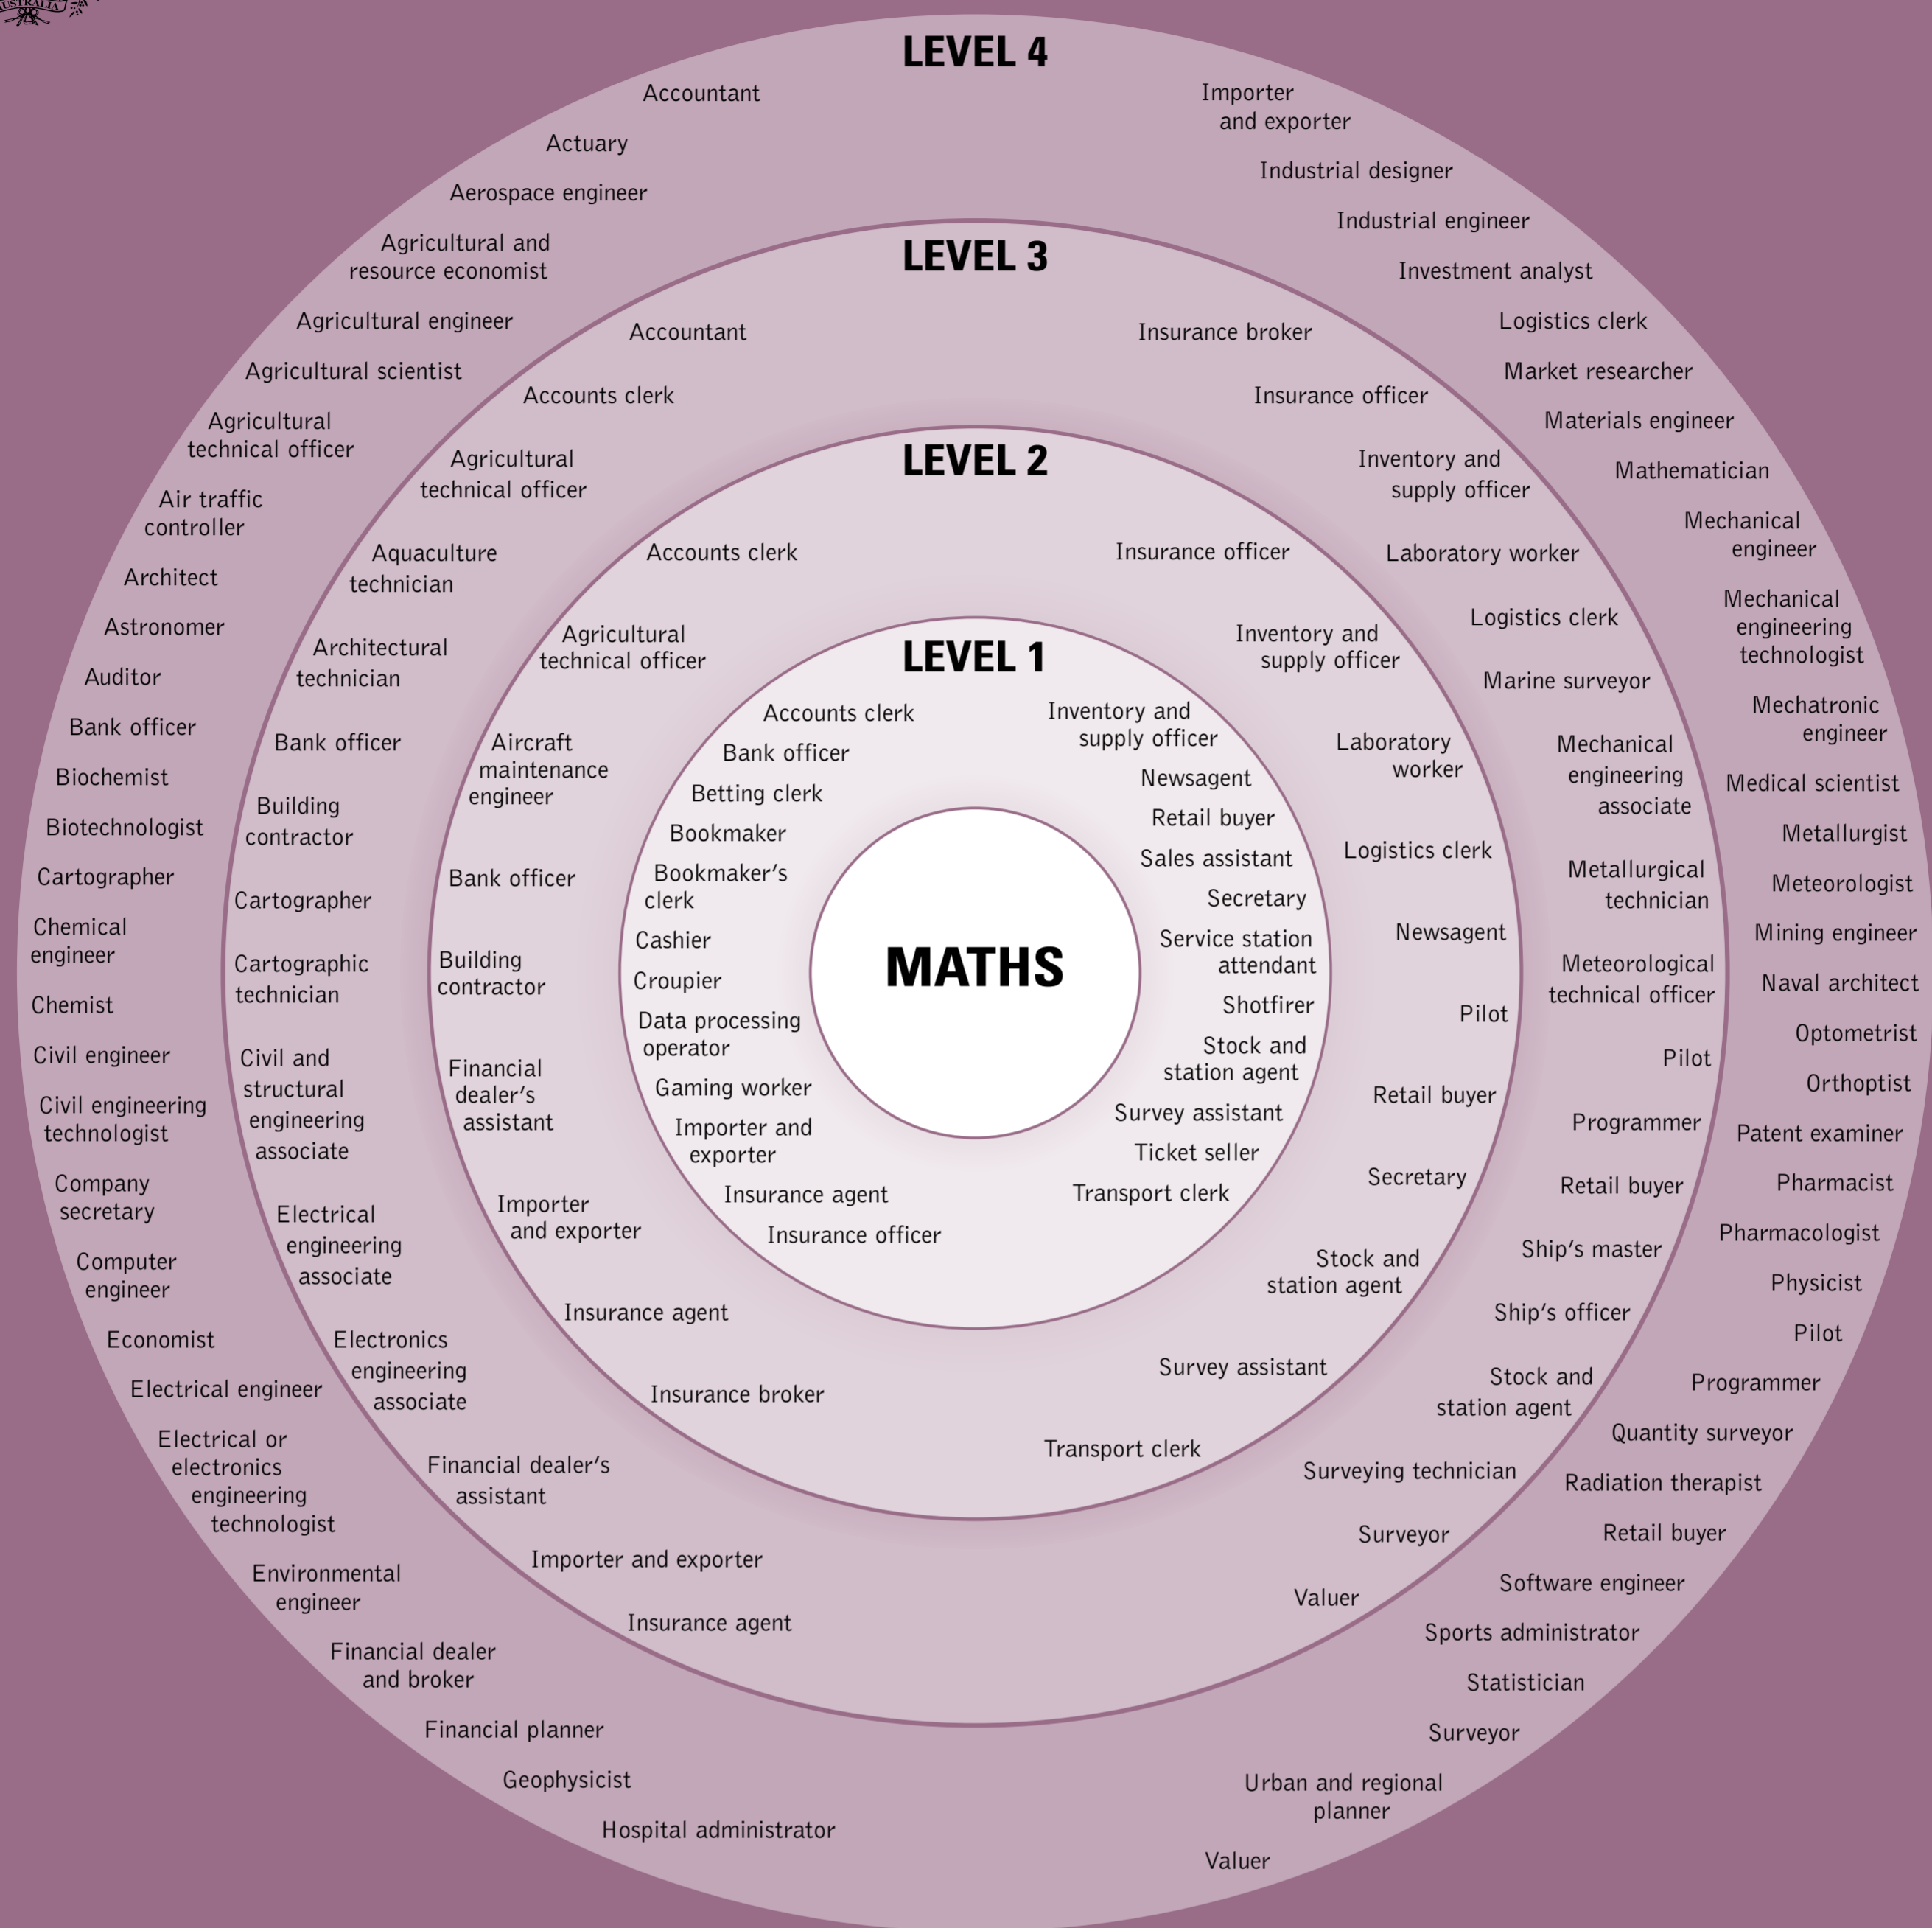 AUSTRALIA
LEVEL 4
Accountant
Actuary
Aerospace engineer
Agricultural and
resource economist
Agricultural engineer
Agricultural scientist
Agricultural
technical officer
Air traffic
controller
Architect
Astronomer
Auditor
Bank officer
Biochemist
Biotechnologist
Cartographer
Chemical
engineer
Chemist
Civil engineer
Civil engineering
technologist
Company
secretary
Computer
engineer
Economist
Electrical engineer
Electrical or
electronics
engineering
technologist
Environmental
engineer
Financial dealer
and broker
Financial planner
Geophysicist
Hospital administrator
Importer
and exporter
Industrial designer
Industrial engineer
Investment analyst
Logistics clerk
Market researcher
Materials engineer
Mathematician
Mechanical
engineer
Mechanical
engineering
technologist
Mechatronic
engineer
Medical scientist
Metallurgist
Meteorologist
Mining engineer
Naval architect
Optometrist
Orthoptist
Patent examiner
Pharmacist
Pharmacologist
Physicist
Pilot
Programmer
Quantity surveyor
Radiation therapist
Retail buyer
Software engineer
Sports administrator
Statistician
Surveyor
Urban and regional
planner
Valuer
LEVEL 3
Accountant
Accounts clerk
Agricultural
technical officer
Aquaculture
technician
Architectural
technician
Bank officer
Building
contractor
Cartographer
Cartographic
technician
Civil and
structural
engineering
associate
Electrical
engineering
associate
Electronics
engineering
associate
Financial dealer's
assistant
Importer and exporter
Insurance agent
Insurance broker
Insurance officer
Inventory and
supply officer
Laboratory worker
Logistics clerk
Marine surveyor
Mechanical
engineering
associate
Metallurgical
technician
Meteorological
technical officer
Pilot
Programmer
Retail buyer
Ship's master
Ship's officer
Stock and
station agent
Surveying technician
Surveyor
Valuer
LEVEL 2
Accounts clerk
Agricultural
technical officer
Aircraft
maintenance
engineer
Bank officer
Building
contractor
Financial
dealer's
assistant
Importer
and exporter
Insurance agent
Insurance broker
Insurance officer
Inventory and
supply officer
Laboratory
worker
Logistics clerk
Newsagent
Pilot
Retail buyer
Secretary
Stock and
station agent
Survey assistant
Transport clerk
LEVEL 1
Accounts clerk
Bank officer
Betting clerk
Bookmaker
Bookmaker's
clerk
Cashier
Croupier
Data processing
operator
Gaming worker
Importer and
exporter
Insurance agent
Insurance officer
Inventory and
supply officer
Newsagent
Retail buyer
Sales assistant
Secretary
Service station
attendant
Shotfirer
Stock and
station agent
Survey assistant
Ticket seller
Transport clerk
MATHS